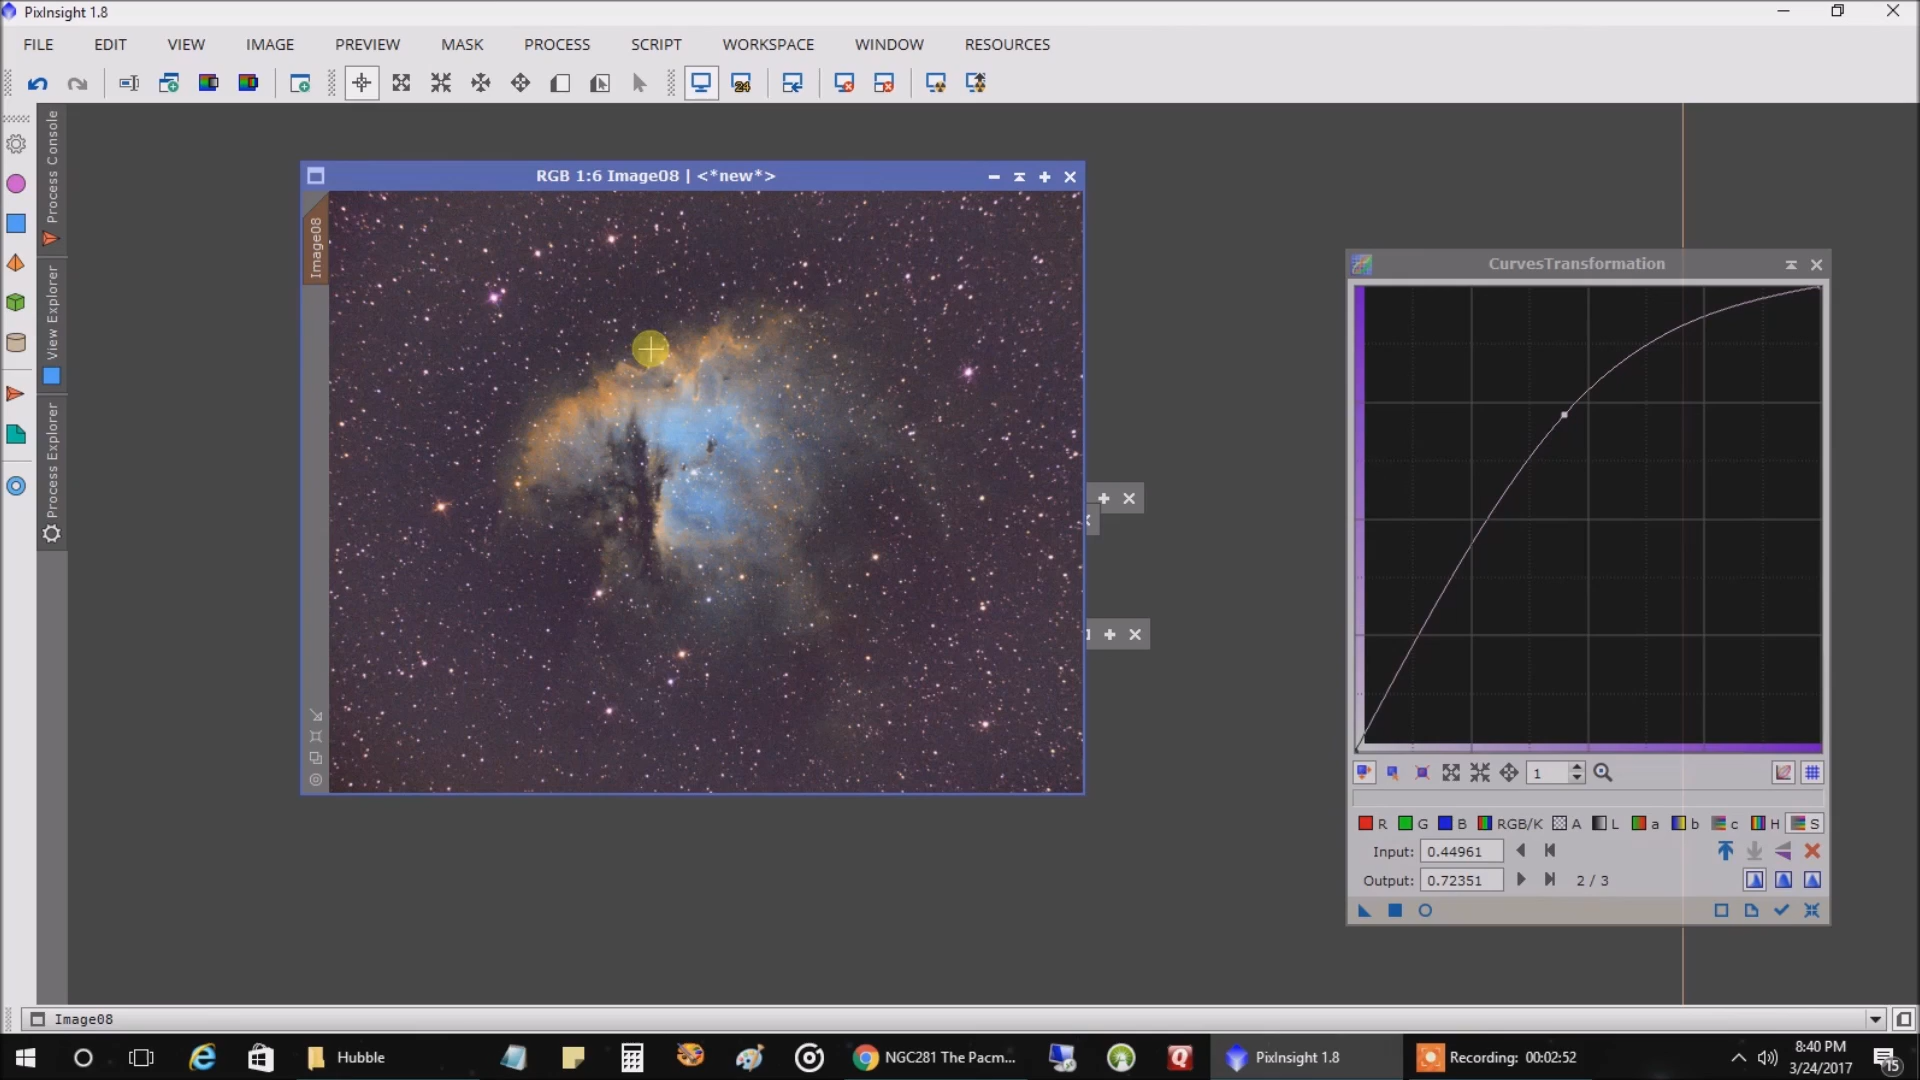 PixInsight 1.8
FILE EDIT VIEW IMAGE PREVIEW MASK PROCESS SCRIPT WORKSPACE WINDOW RESOURCES
24
Process Console
View Explorer
Process Explorer
RGB 1:6 Image08 | <*new*>
Image08
CurvesTransformation
1
R G B RGB/K A L a b c H S
Input: 0.44961
Output: 0.72351 2 / 3
Image08
Hubble
NGC281 The Pacm...
PixInsight 1.8
Recording: 00:02:52
8:40 PM
3/24/2017
15